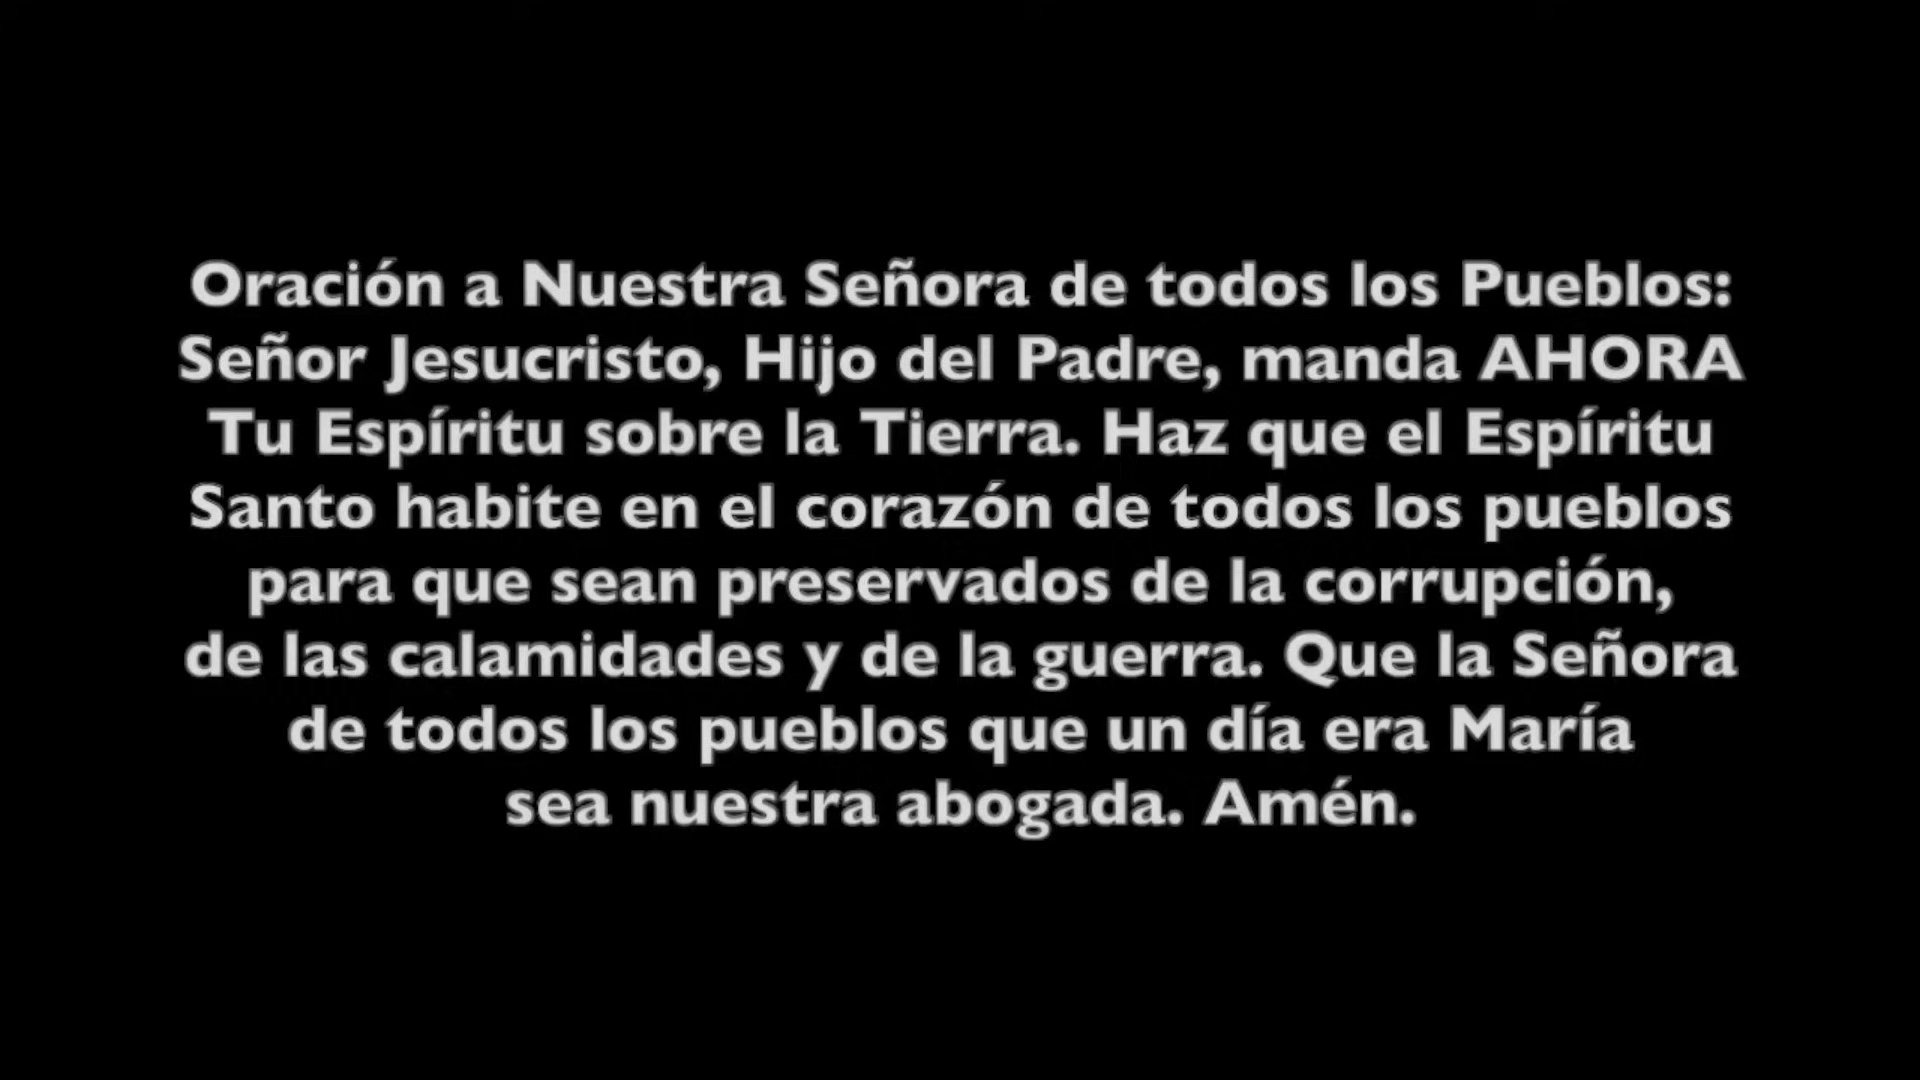 Oración a Nuestra Señora de todos los Pueblos:
Señor Jesucristo, Hijo del Padre, manda AHORA
Tu Espíritu sobre la Tierra. Haz que el Espíritu
Santo habite en el corazón de todos los pueblos
para que sean preservados de la corrupción,
de las calamidades y de la guerra. Que la Señora
de todos los pueblos que un día era María
sea nuestra abogada. Amén.